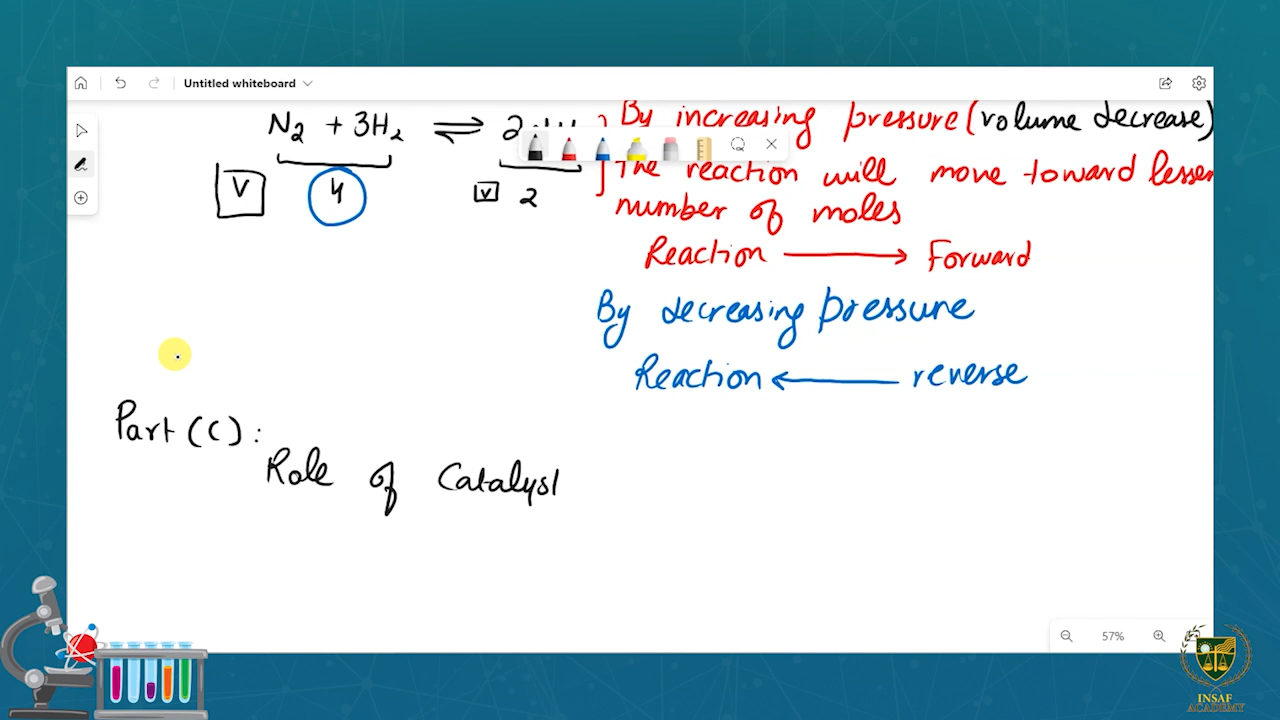 Untitled whiteboard
N2 + 3H2 ⇌ 2
V 4 V 2
By increasing pressure (volume decrease)
The reaction will move toward lesser
number of moles
Reaction → Forward
By decreasing pressure
Reaction ← reverse
Part (C):
Role of Catalyst
57%
INSAF
ACADEMY